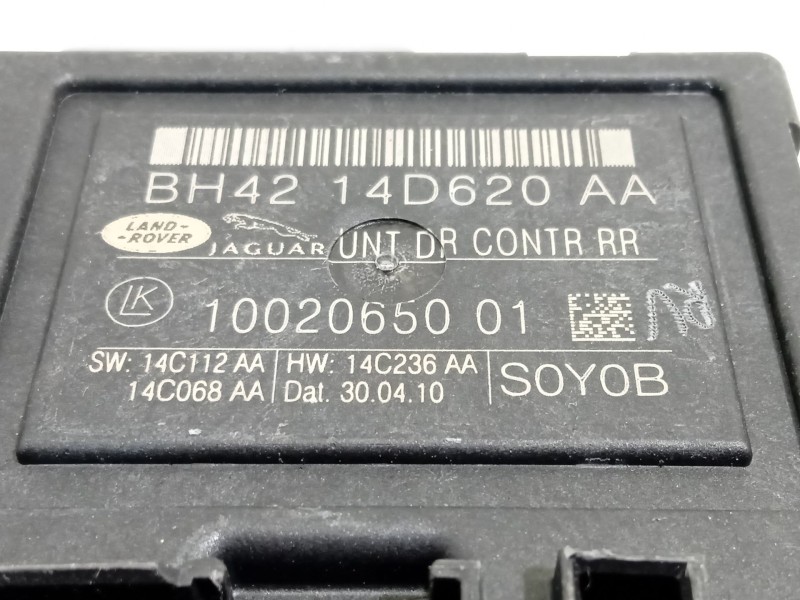 BH42 14D620 AA
LAND-
-ROVER
JAGUAR
UNT DR CONTR RR
LK
10020650 01
SW: 14C112 AA
14C068 AA
HW: 14C236 AA
Dat. 30.04.10
SOYOB